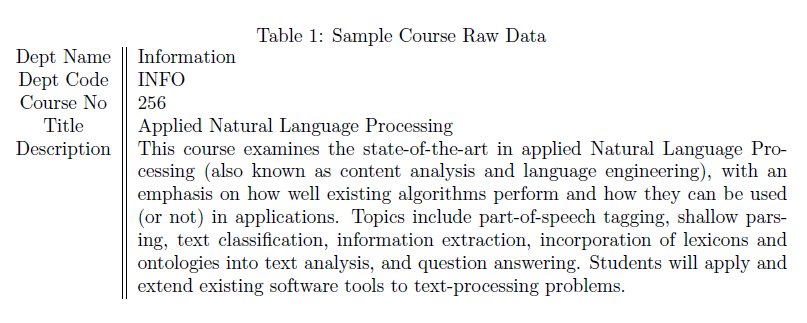 Table 1: Sample Course Raw Data
Dept Name Information
Dept Code INFO
Course No 256
Title Applied Natural Language Processing
Description This course examines the state-of-the-art in applied Natural Language Pro-
cessing (also known as content analysis and language engineering), with an
emphasis on how well existing algorithms perform and how they can be used
(or not) in applications. Topics include part-of-speech tagging, shallow pars-
ing, text classification, information extraction, incorporation of lexicons and
ontologies into text analysis, and question answering. Students will apply and
extend existing software tools to text-processing problems.